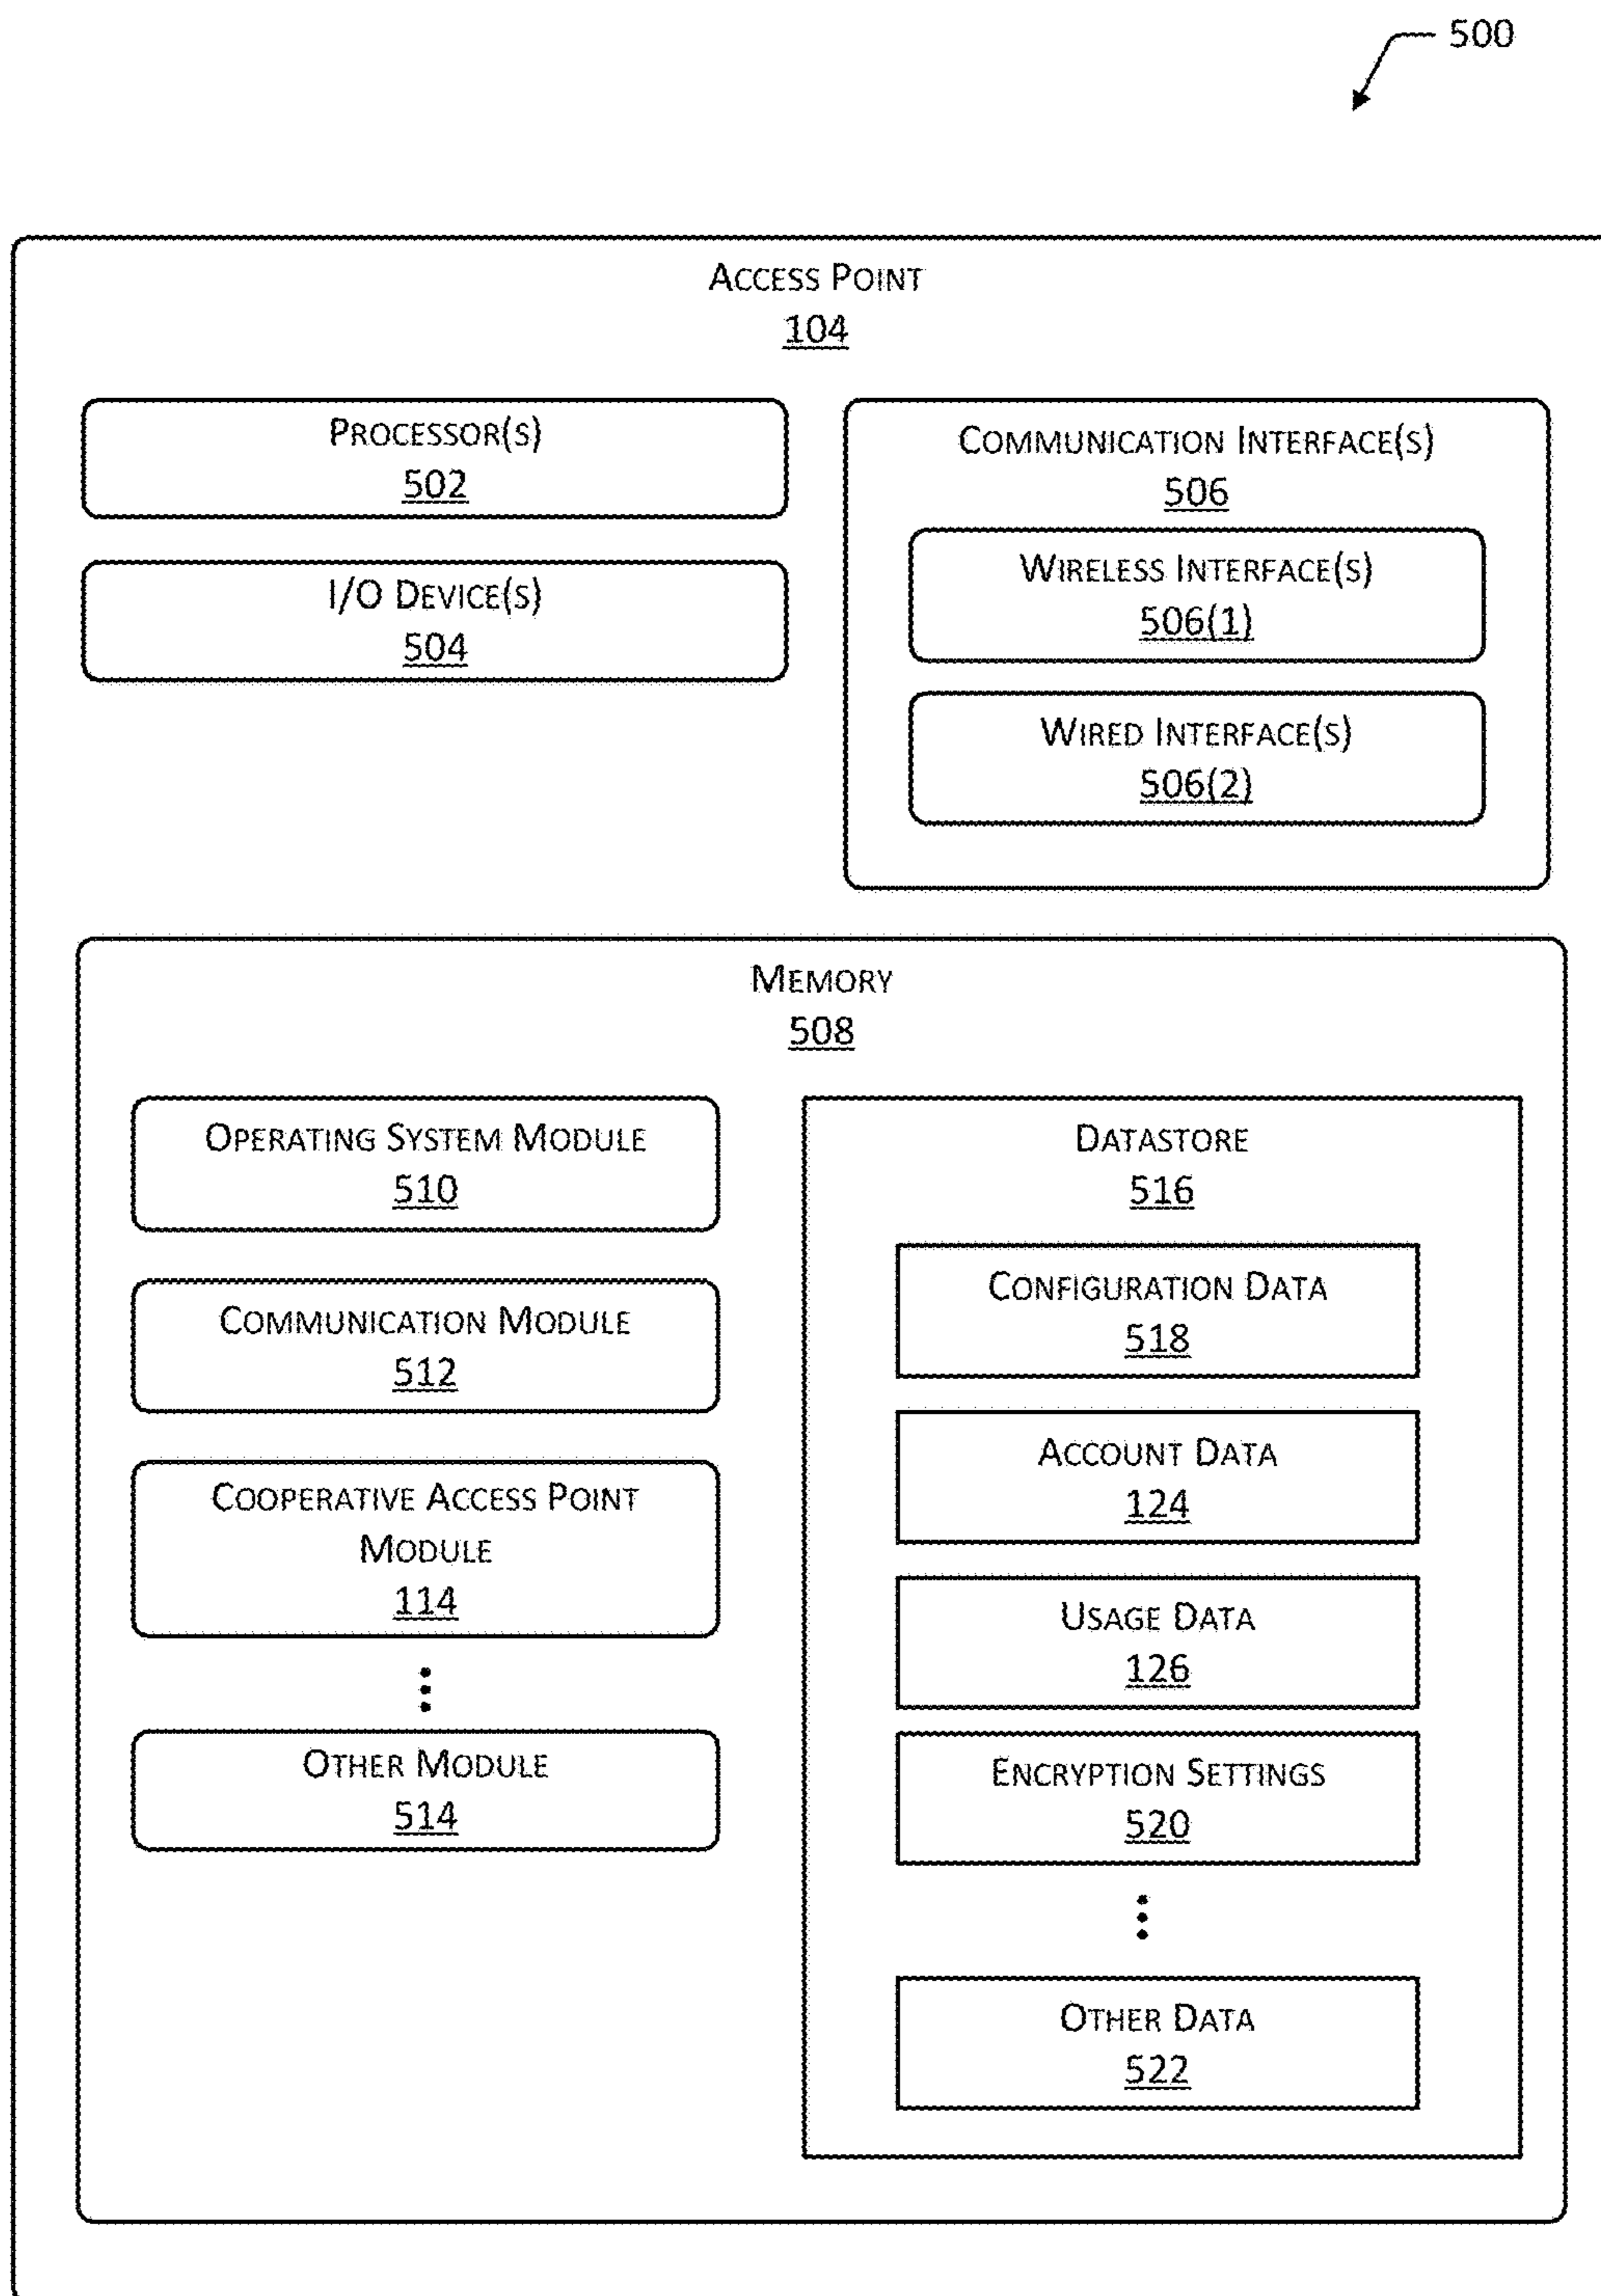 500
ACCESS POINT
104
PROCESSOR(S)
502
I/O DEVICE(S)
504
COMMUNICATION INTERFACE(S)
506
WIRELESS INTERFACE(S)
506(1)
WIRED INTERFACE(S)
506(2)
MEMORY
508
OPERATING SYSTEM MODULE
510
COMMUNICATION MODULE
512
COOPERATIVE ACCESS POINT
MODULE
114
OTHER MODULE
514
DATASTORE
516
CONFIGURATION DATA
518
ACCOUNT DATA
124
USAGE DATA
126
ENCRYPTION SETTINGS
520
OTHER DATA
522